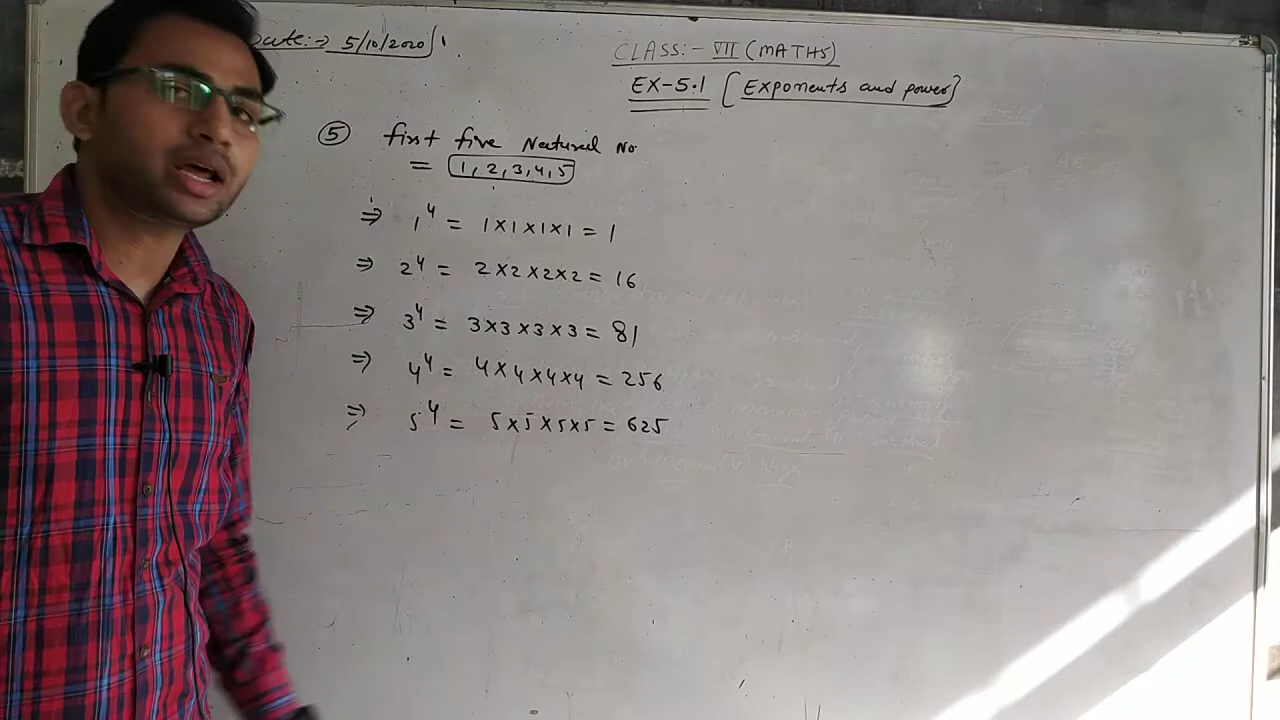 Date:→ 5/10/2020
CLASS:- VII (MATHS)
EX-5.1 [Exponents and power]
⑤ first five Natural No
= 1, 2, 3, 4, 5
⇒ 1⁴ = 1×1×1×1 = 1
⇒ 2⁴ = 2×2×2×2 = 16
⇒ 3⁴ = 3×3×3×3 = 81
⇒ 4⁴ = 4×4×4×4 = 256
⇒ 5⁴ = 5×5×5×5 = 625